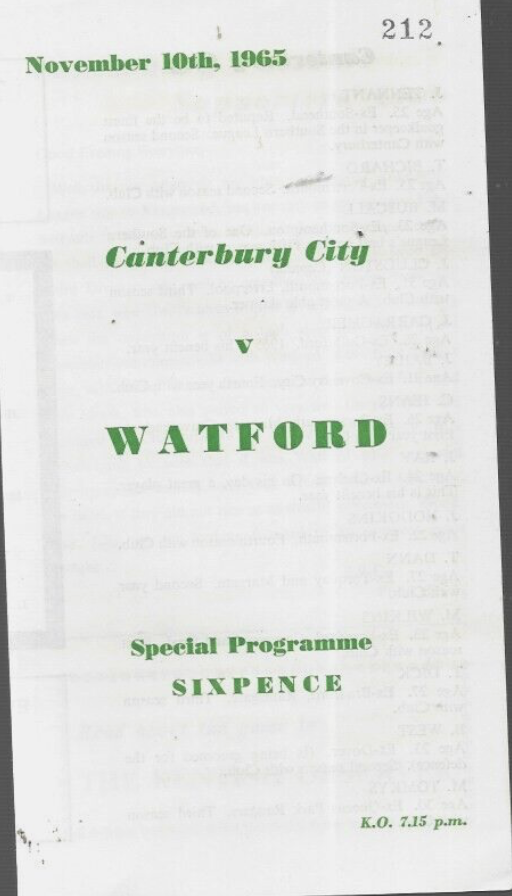 212
November 10th, 1965
Canterbury City
v
WATFORD
Special Programme
SIXPENCE
K.O. 7.15 p.m.